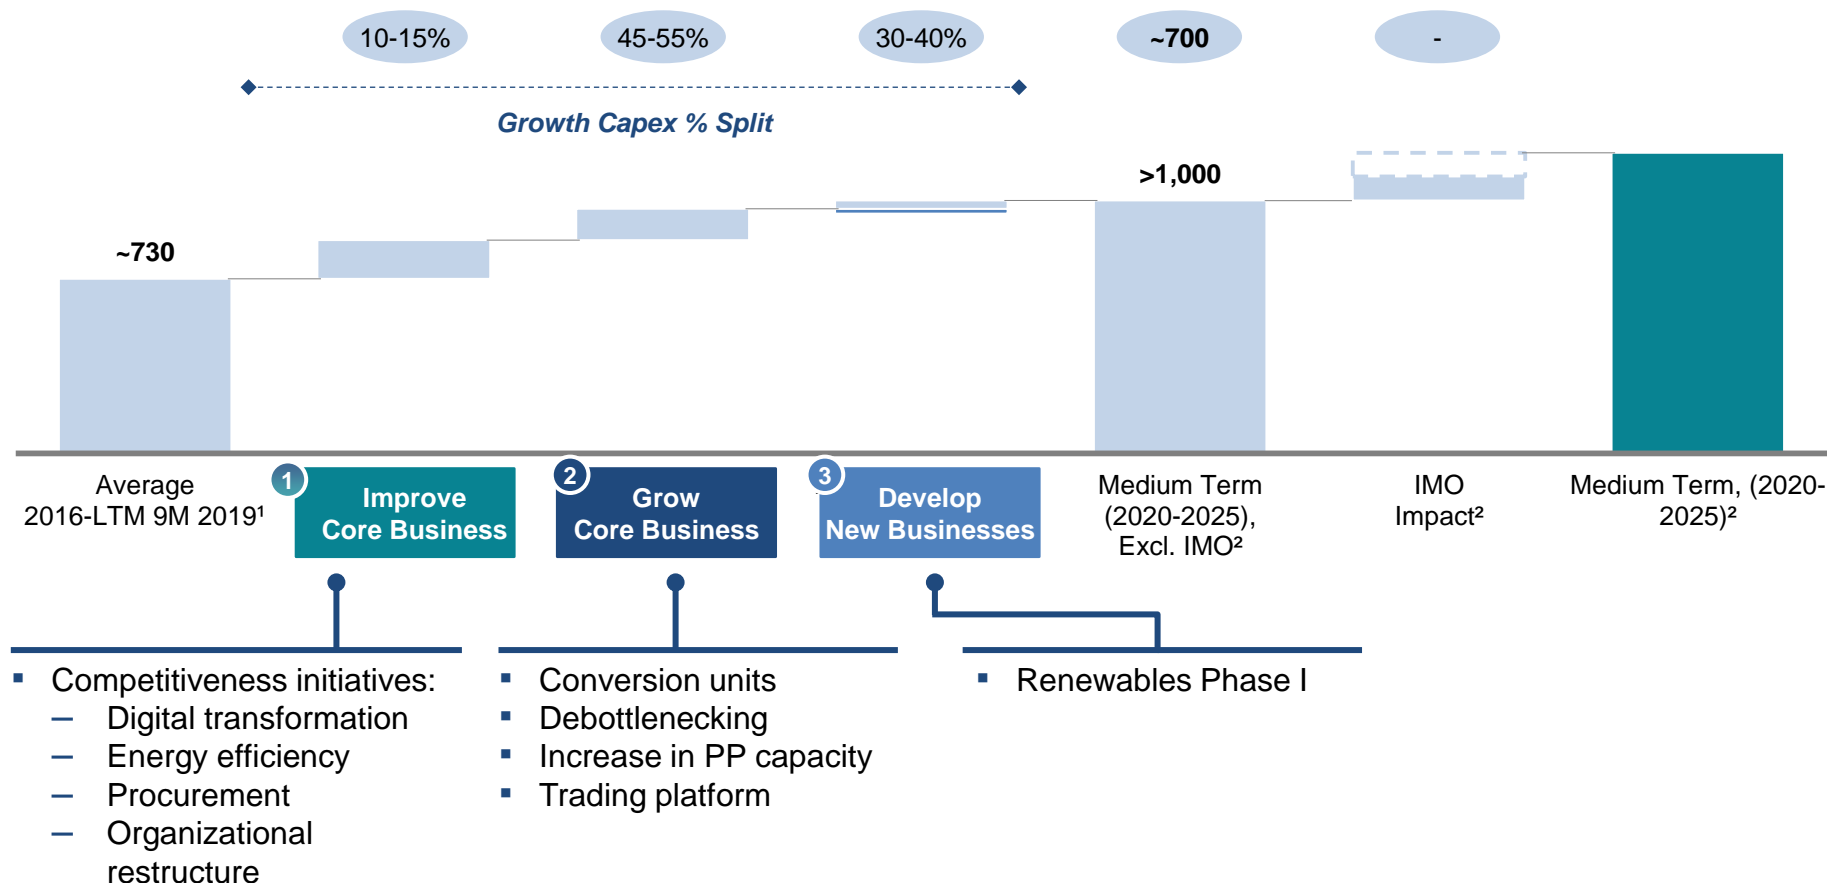 10-15%
45-55%
30-40%
~700
-
Growth Capex % Split
~730
>1,000
Average
2016-LTM 9M 2019¹
1
Improve
Core Business
2
Grow
Core Business
3
Develop
New Businesses
Medium Term
(2020-2025),
Excl. IMO²
IMO
Impact²
Medium Term, (2020-
2025)²
▪ Competitiveness initiatives:
– Digital transformation
– Energy efficiency
– Procurement
– Organizational
restructure
▪ Conversion units
▪ Debottlenecking
▪ Increase in PP capacity
▪ Trading platform
▪ Renewables Phase I